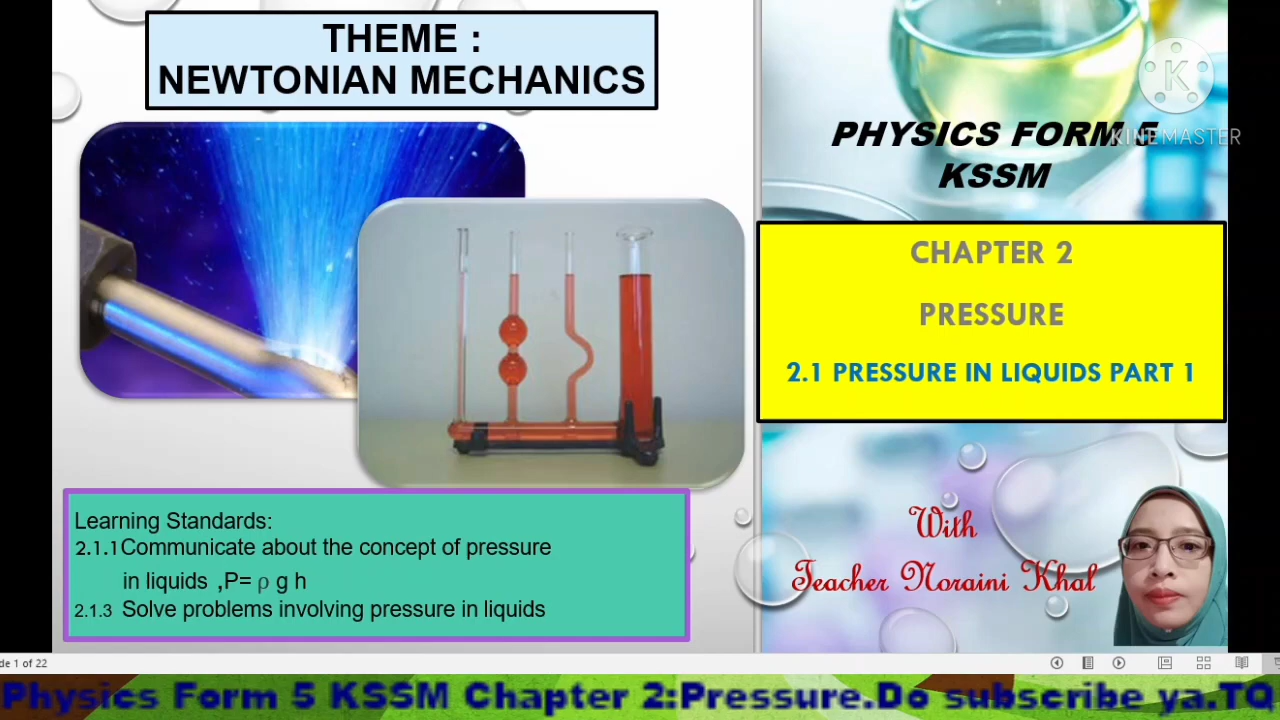 THEME :
NEWTONIAN MECHANICS
PHYSICS FORM 5
KSSM
K
KINEMASTER
CHAPTER 2
PRESSURE
2.1 PRESSURE IN LIQUIDS PART 1
Learning Standards:
2.1.1 Communicate about the concept of pressure
in liquids ,P= ρ g h
2.1.3 Solve problems involving pressure in liquids
With
Teacher Noraini Khal
de 1 of 22
Physics Form 5 KSSM Chapter 2:Pressure.Do subscribe ya.TQ